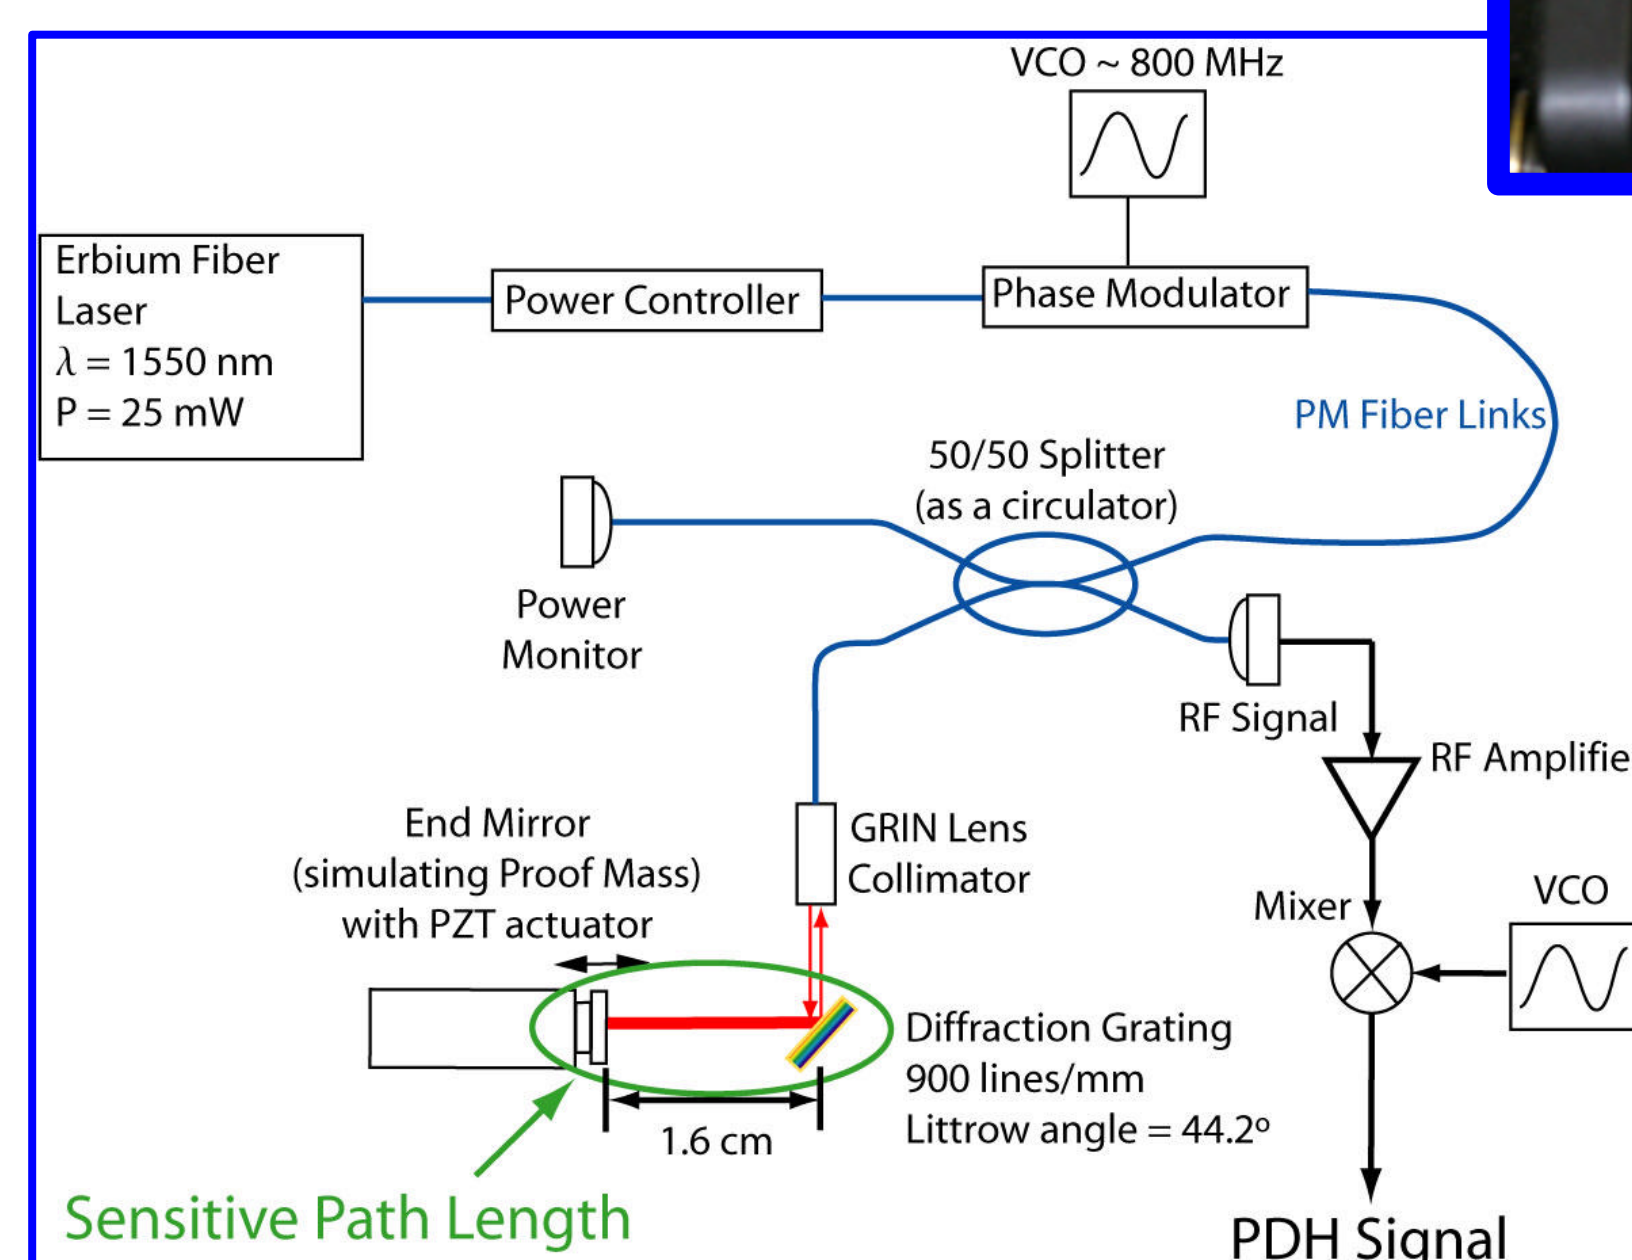 VCO ~ 800 MHz
Erbium Fiber
Laser
λ = 1550 nm
P = 25 mW
Power Controller
Phase Modulator
PM Fiber Links
50/50 Splitter
(as a circulator)
Power
Monitor
RF Signal
RF Amplifie
End Mirror
(simulating Proof Mass)
with PZT actuator
GRIN Lens
Collimator
Mixer
VCO
Diffraction Grating
900 lines/mm
Littrow angle = 44.2º
1.6 cm
Sensitive Path Length
PDH Signal